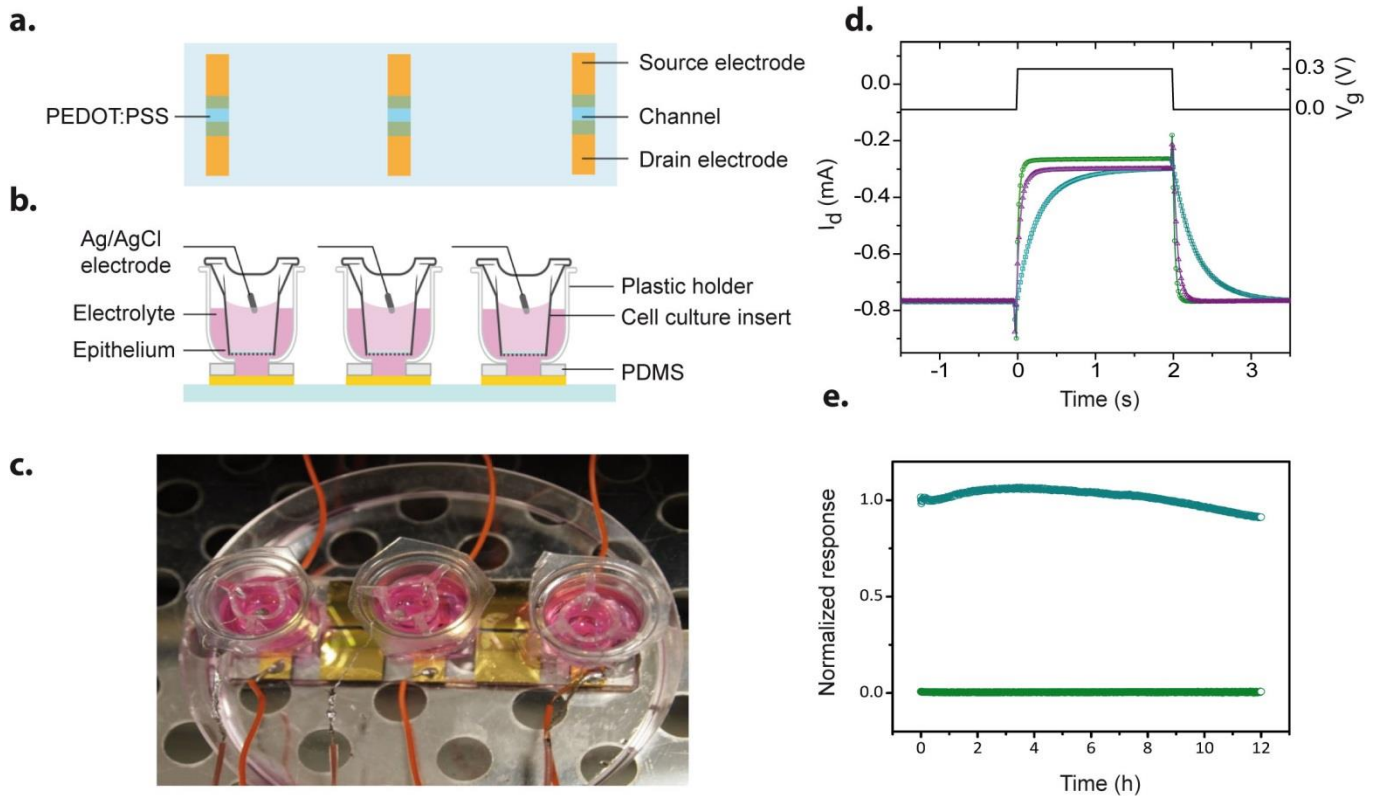 a.
PEDOT:PSS
Source electrode
Channel
Drain electrode
b.
Ag/AgCl
electrode
Electrolyte
Epithelium
Plastic holder
Cell culture insert
PDMS
c.
d.
0.0
-0.2
-0.4
-0.6
-0.8
I_d (mA)
0.3
0.0
V_g (V)
-1 0 1 2 3
Time (s)
e.
1.0
0.5
0.0
Normalized response
0 2 4 6 8 10 12
Time (h)